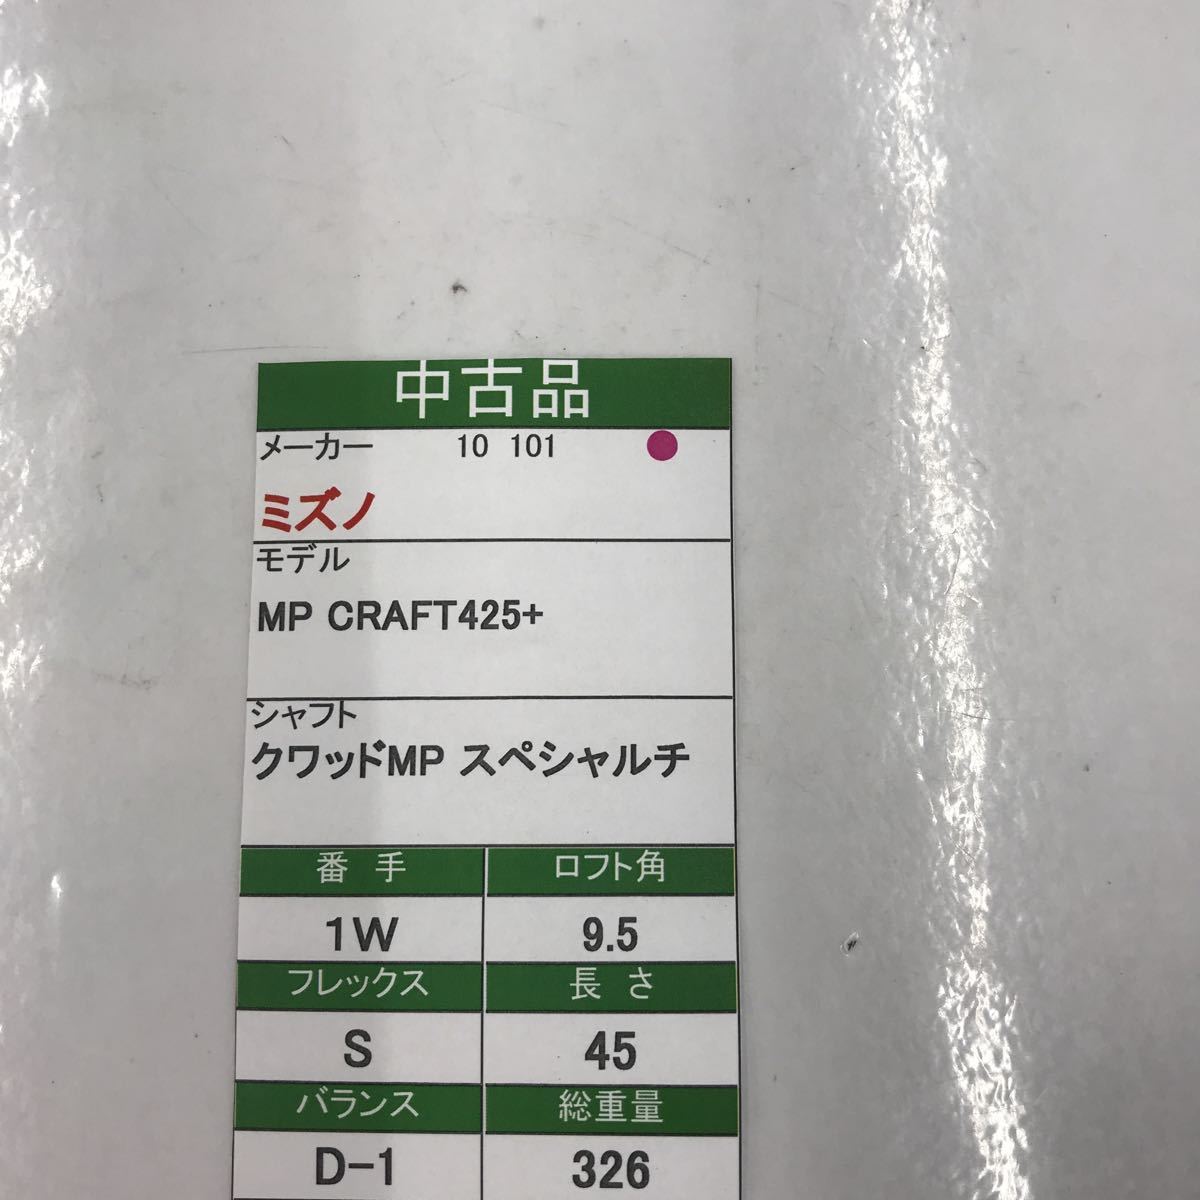 中古品
メーカー 10 101
ミズノ
モデル
MP CRAFT425+
シャフト
クワッドMP スペシャルチ
番 手 ロフト角
1W 9.5
フレックス 長 さ
S 45
バランス 総重量
D-1 326